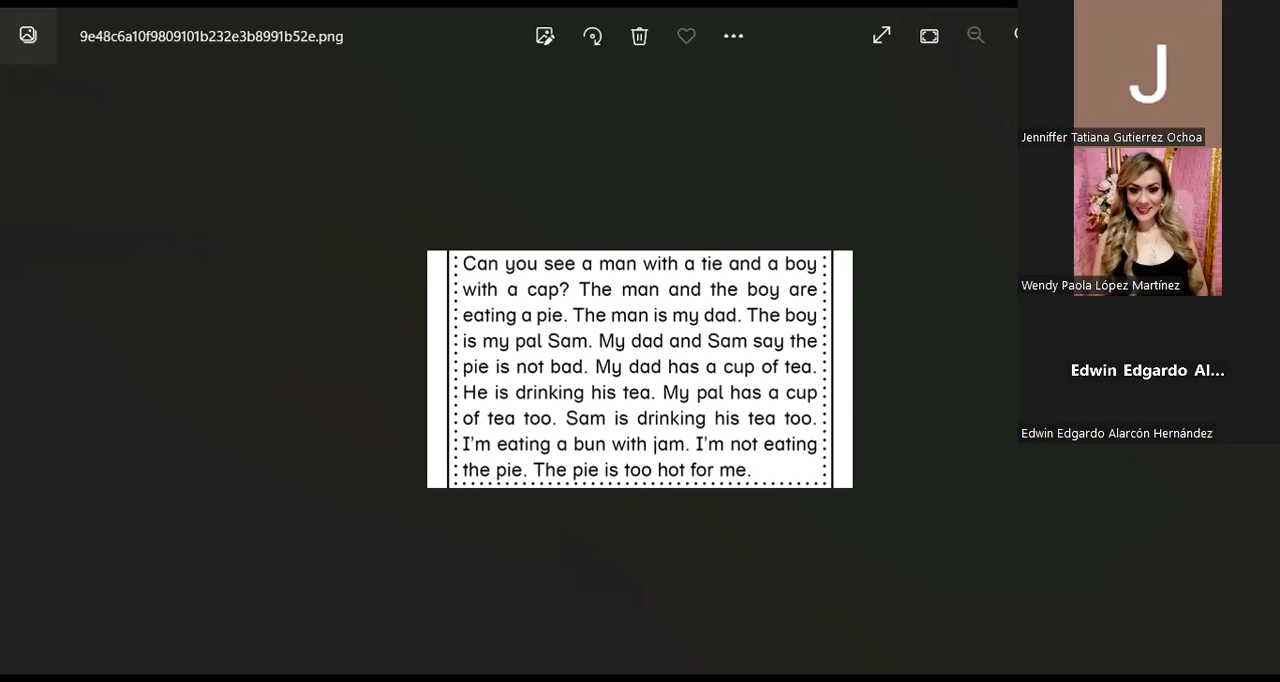 9e48c6a10f9809101b232e3b8991b52e.png
J
Jenniffer Tatiana Gutierrez Ochoa
Wendy Paola López Martínez
Edwin Edgardo Al...
Edwin Edgardo Alarcón Hernández
Can you see a man with a tie and a boy
with a cap? The man and the boy are
eating a pie. The man is my dad. The boy
is my pal Sam. My dad and Sam say the
pie is not bad. My dad has a cup of tea.
He is drinking his tea. My pal has a cup
of tea too. Sam is drinking his tea too.
I'm eating a bun with jam. I'm not eating
the pie. The pie is too hot for me.